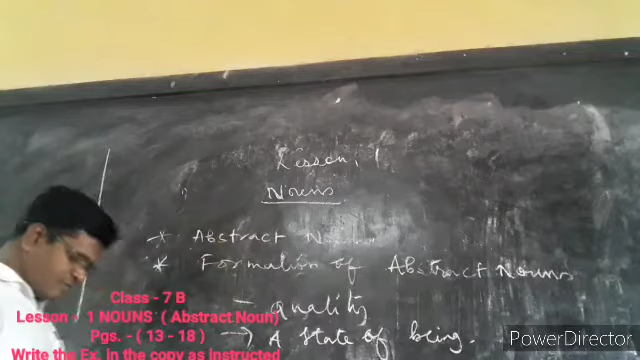 Lesson, 1
Nouns
* Abstract Noun
* Formation of Abstract Nouns
- quality
→ A state of being.
Class - 7 B
Lesson - 1 NOUNS ( Abstract Noun)
Pgs. - ( 13 - 18 )
Write the Ex. in the copy as instructed
PowerDirector